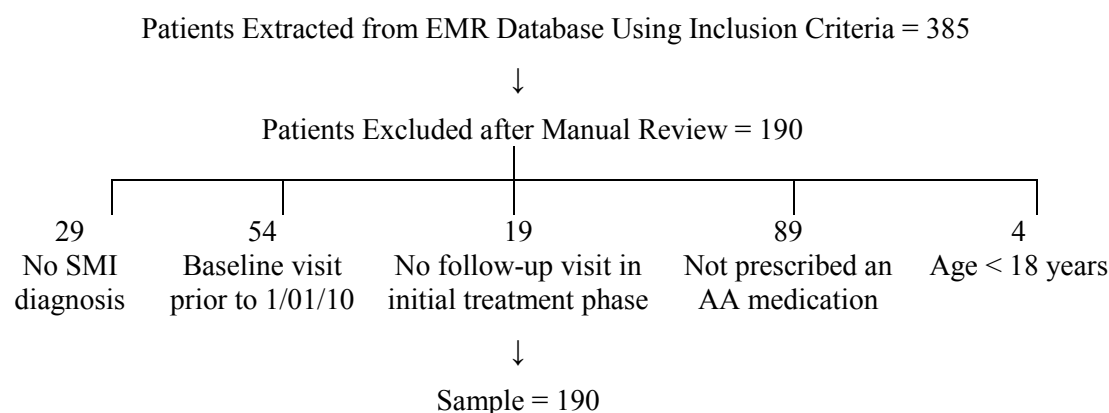 Patients Extracted from EMR Database Using Inclusion Criteria = 385
↓
Patients Excluded after Manual Review = 190
29
No SMI
diagnosis
54
Baseline visit
prior to 1/01/10
19
No follow-up visit in
initial treatment phase
89
Not prescribed an
AA medication
4
Age < 18 years
↓
Sample = 190